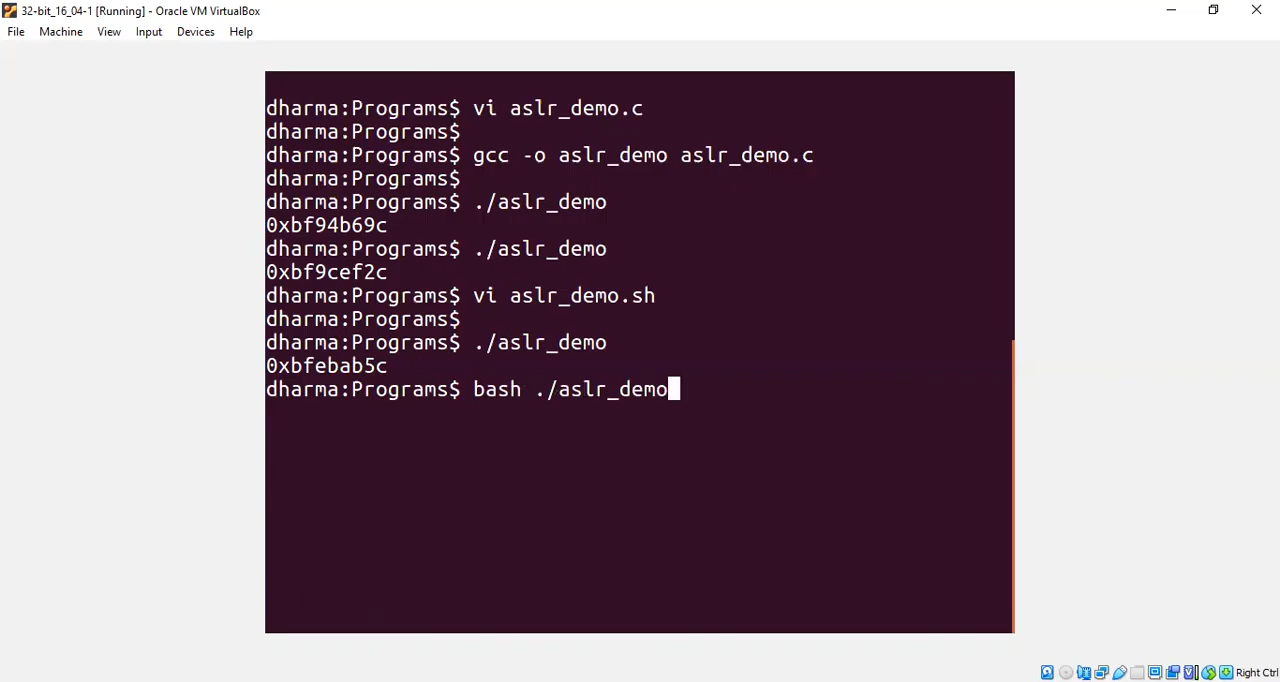 32-bit_16_04-1 [Running] - Oracle VM VirtualBox
File Machine View Input Devices Help
dharma:Programs$ vi aslr_demo.c
dharma:Programs$
dharma:Programs$ gcc -o aslr_demo aslr_demo.c
dharma:Programs$
dharma:Programs$ ./aslr_demo
0xbf94b69c
dharma:Programs$ ./aslr_demo
0xbf9cef2c
dharma:Programs$ vi aslr_demo.sh
dharma:Programs$
dharma:Programs$ ./aslr_demo
0xbfebab5c
dharma:Programs$ bash ./aslr_demo
Right Ctrl